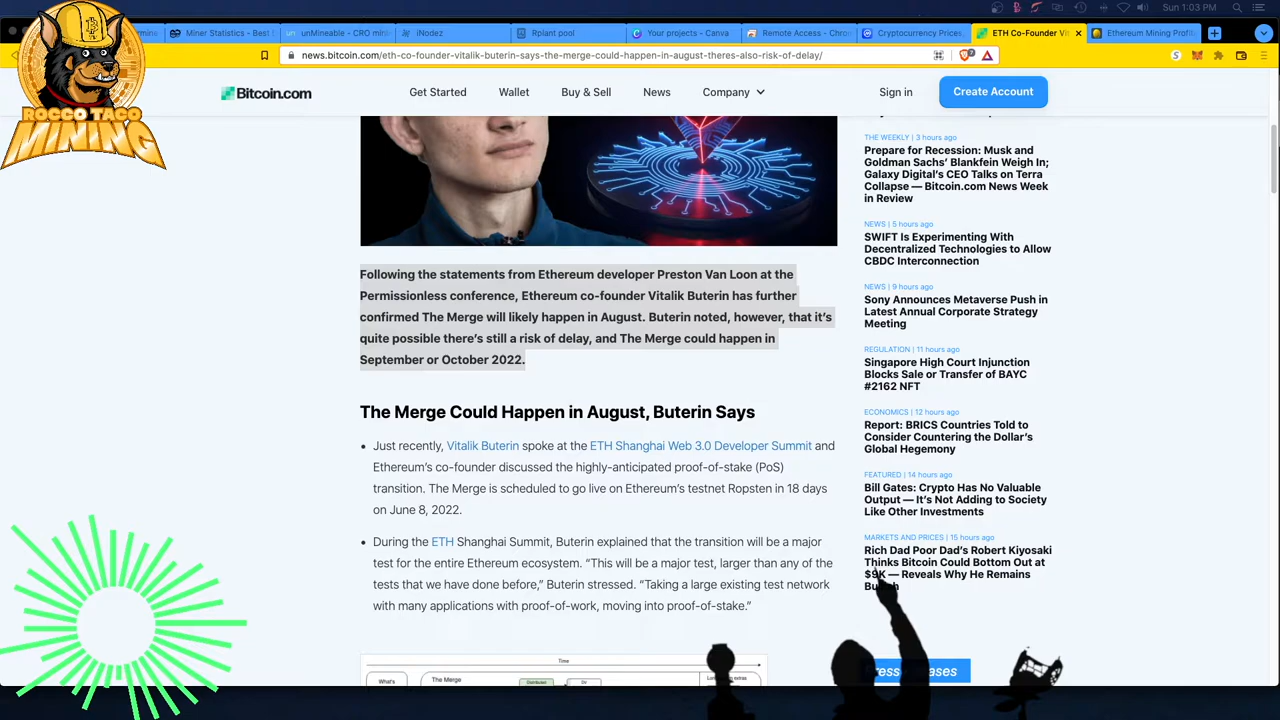 Sun 1:03 PM
Miner Statistics - Best
unMineable - CRO min
iNodez
Rplant pool
Your projects - Canva
Remote Access - Chro
Cryptocurrency Prices,
ETH Co-Founder Vi
Ethereum Mining Profi
news.bitcoin.com/eth-co-founder-vitalik-buterin-says-the-merge-could-happen-in-august-theres-also-risk-of-delay/
ROCCO TACO
MINING
Bitcoin.com
Get Started
Wallet
Buy & Sell
News
Company
Sign in
Create Account
Following the statements from Ethereum developer Preston Van Loon at the
Permissionless conference, Ethereum co-founder Vitalik Buterin has further
confirmed The Merge will likely happen in August. Buterin noted, however, that it's
quite possible there's still a risk of delay, and The Merge could happen in
September or October 2022.
The Merge Could Happen in August, Buterin Says
• Just recently, Vitalik Buterin spoke at the ETH Shanghai Web 3.0 Developer Summit and
Ethereum's co-founder discussed the highly-anticipated proof-of-stake (PoS)
transition. The Merge is scheduled to go live on Ethereum's testnet Ropsten in 18 days
on June 8, 2022.
• During the ETH Shanghai Summit, Buterin explained that the transition will be a major
test for the entire Ethereum ecosystem. “This will be a major test, larger than any of the
tests that we have done before,” Buterin stressed. “Taking a large existing test network
with many applications with proof-of-work, moving into proof-of-stake.”
Time
What's
The Merge
THE WEEKLY | 3 hours ago
Prepare for Recession: Musk and
Goldman Sachs' Blankfein Weigh In;
Galaxy Digital's CEO Talks on Terra
Collapse — Bitcoin.com News Week
in Review
NEWS | 5 hours ago
SWIFT Is Experimenting With
Decentralized Technologies to Allow
CBDC Interconnection
NEWS | 9 hours ago
Sony Announces Metaverse Push in
Latest Annual Corporate Strategy
Meeting
REGULATION | 11 hours ago
Singapore High Court Injunction
Blocks Sale or Transfer of BAYC
#2162 NFT
ECONOMICS | 12 hours ago
Report: BRICS Countries Told to
Consider Countering the Dollar's
Global Hegemony
FEATURED | 14 hours ago
Bill Gates: Crypto Has No Valuable
Output — It's Not Adding to Society
Like Other Investments
MARKETS AND PRICES | 15 hours ago
Rich Dad Poor Dad's Robert Kiyosaki
Thinks Bitcoin Could Bottom Out at
$9K — Reveals Why He Remains